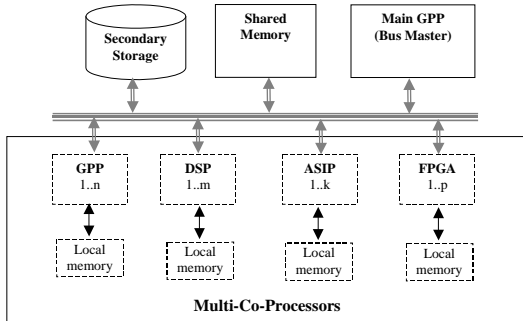 Secondary
Storage
Shared
Memory
Main GPP
(Bus Master)
GPP
1..n
DSP
1..m
ASIP
1..k
FPGA
1..p
Local
memory
Local
memory
Local
memory
Local
memory
Multi-Co-Processors